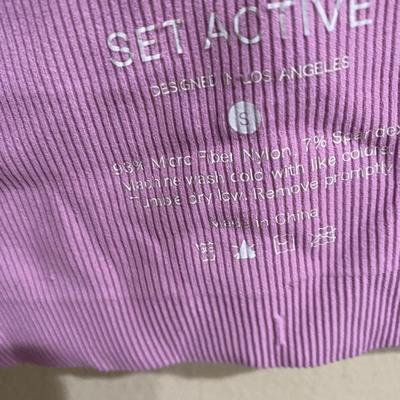 SET ACTIVE
DESIGNED IN LOS ANGELES
S
93% Micro Fiber Nylon, 7% Spandex
Machine wash cold with like colors.
Tumble dry low. Remove promptly
Made in China